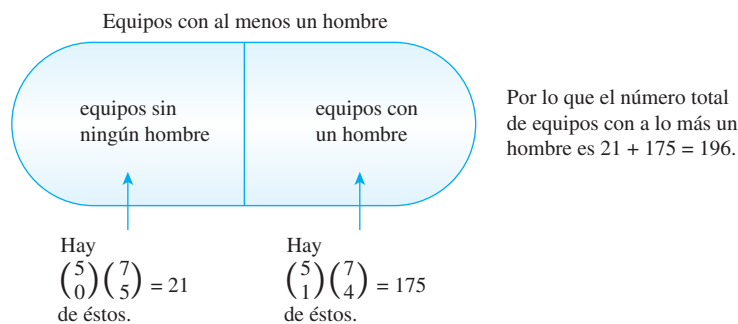 Equipos con al menos un hombre
equipos sin
ningún hombre
equipos con
un hombre
Por lo que el número total
de equipos con a lo más un
hombre es 21 + 175 = 196.
Hay
(5 0)(7 5) = 21
de éstos.
Hay
(5 1)(7 4) = 175
de éstos.